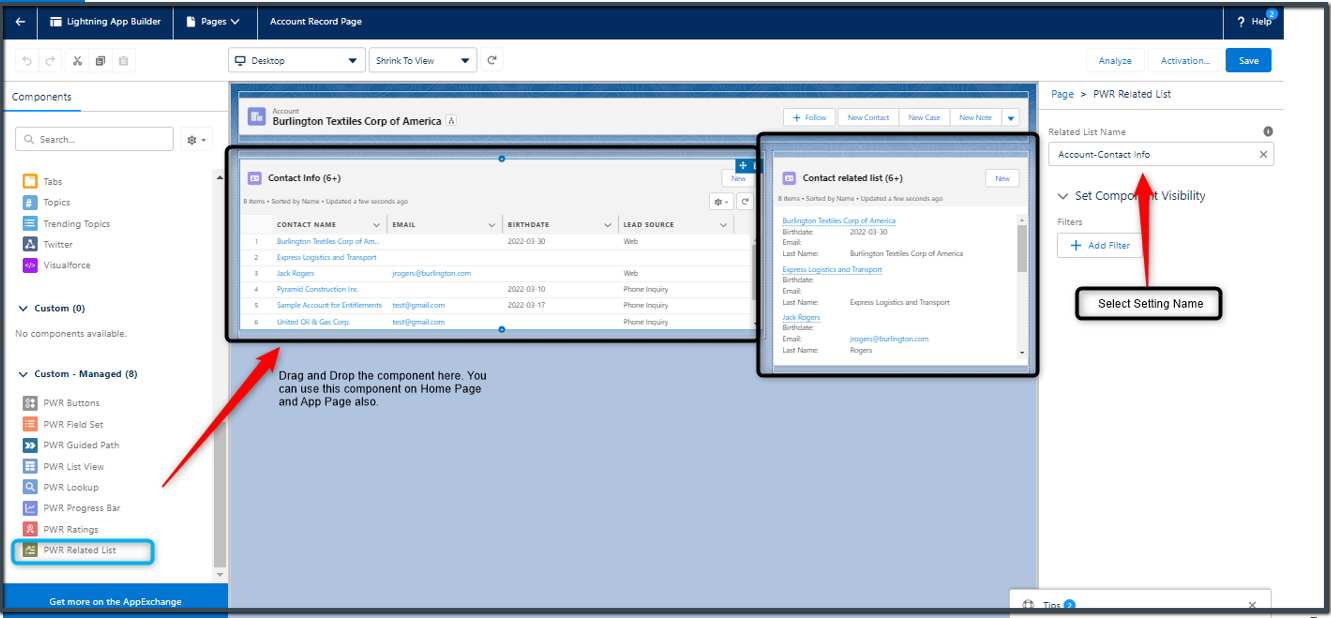 Lightning App Builder
Pages
Account Record Page
? Help
2
Desktop
Shrink To View
Analyze
Activation...
Save
Components
Search...
Tabs
Topics
Trending Topics
Twitter
Visualforce
Custom (0)
No components available.
Custom - Managed (8)
PWR Buttons
PWR Field Set
PWR Guided Path
PWR List View
PWR Lookup
PWR Progress Bar
PWR Ratings
PWR Related List
Get more on the AppExchange
Account
Burlington Textiles Corp of America
+ Follow
New Contact
New Case
New Note
Contact Info (6+)
New
8 items • Sorted by Name • Updated a few seconds ago
CONTACT NAME EMAIL BIRTHDATE LEAD SOURCE
1 Burlington Textiles Corp of Am... 2022-03-30 Web
2 Express Logistics and Transport
3 Jack Rogers jrogers@burlington.com Web
4 Pyramid Construction Inc. 2022-03-10 Phone Inquiry
5 Sample Account for Entitlements test@gmail.com 2022-03-17 Phone Inquiry
6 United Oil & Gas Corp. test@gmail.com Phone Inquiry
Drag and Drop the component here. You
can use this component on Home Page
and App Page also.
Contact related list (6+)
New
8 items • Sorted by Name • Updated a few seconds ago
Burlington Textiles Corp of America
Birthdate: 2022-03-30
Email:
Last Name: Burlington Textiles Corp of America
Express Logistics and Transport
Birthdate:
Email:
Last Name: Express Logistics and Transport
Jack Rogers
Birthdate:
Email: jrogers@burlington.com
Last Name: Rogers
Page > PWR Related List
Related List Name
Account-Contact Info
Set Component Visibility
Filters
+ Add Filter
Select Setting Name
Tips 2